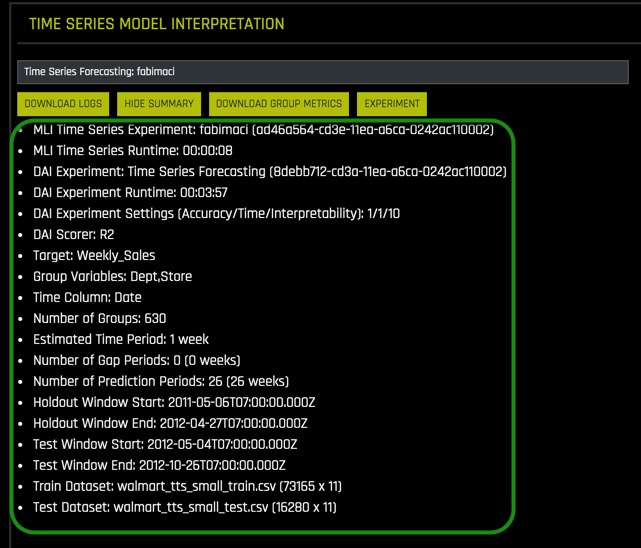 TIME SERIES MODEL INTERPRETATION
Time Series Forecasting: fabimaci
DOWNLOAD LOGS HIDE SUMMARY DOWNLOAD GROUP METRICS EXPERIMENT
• MLI Time Series Experiment: fabimaci (ad46a564-cd3e-11ea-a6ca-0242ac110002)
• MLI Time Series Runtime: 00:00:08
• DAI Experiment: Time Series Forecasting (8debb712-cd3a-11ea-a6ca-0242ac110002)
• DAI Experiment Runtime: 00:03:57
• DAI Experiment Settings (Accuracy/Time/Interpretability): 1/1/10
• DAI Scorer: R2
• Target: Weekly_Sales
• Group Variables: Dept,Store
• Time Column: Date
• Number of Groups: 630
• Estimated Time Period: 1 week
• Number of Gap Periods: 0 (0 weeks)
• Number of Prediction Periods: 26 (26 weeks)
• Holdout Window Start: 2011-05-06T07:00:00.000Z
• Holdout Window End: 2012-04-27T07:00:00.000Z
• Test Window Start: 2012-05-04T07:00:00.000Z
• Test Window End: 2012-10-26T07:00:00.000Z
• Train Dataset: walmart_tts_small_train.csv (73165 x 11)
• Test Dataset: walmart_tts_small_test.csv (16280 x 11)